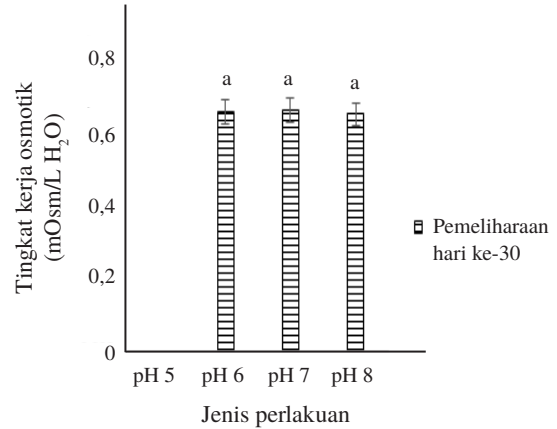 Tingkat kerja osmotik
(mOsm/L H₂O)
0,8
0,6
0,4
0,2
0
a
a
a
pH 5
pH 6
pH 7
pH 8
Jenis perlakuan
Pemeliharaan
hari ke-30